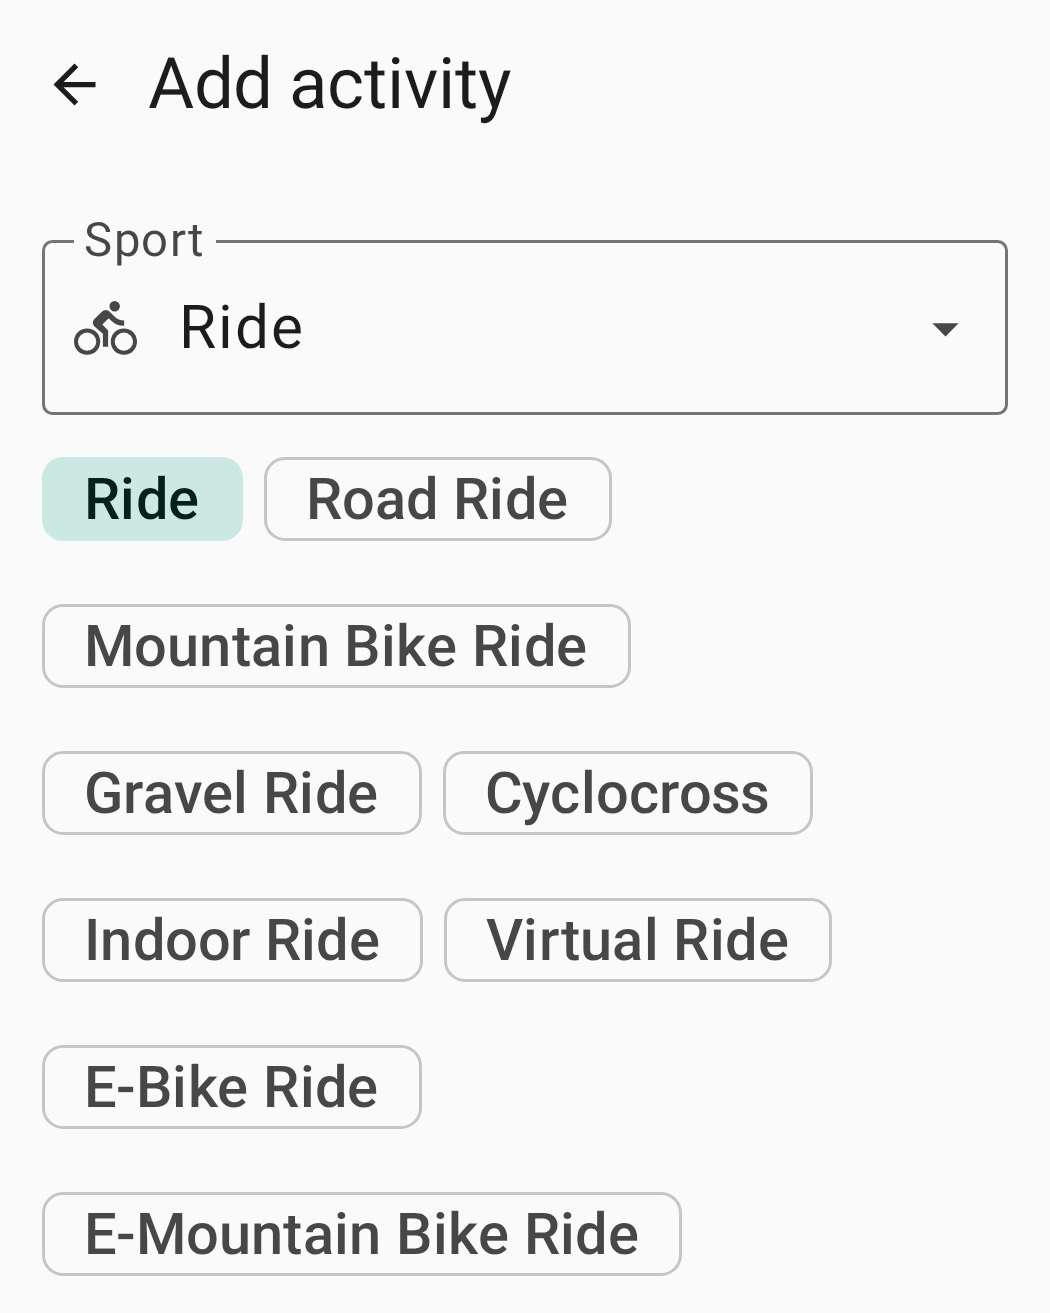 Add activity
Sport
Ride
Ride Road Ride
Mountain Bike Ride
Gravel Ride Cyclocross
Indoor Ride Virtual Ride
E-Bike Ride
E-Mountain Bike Ride